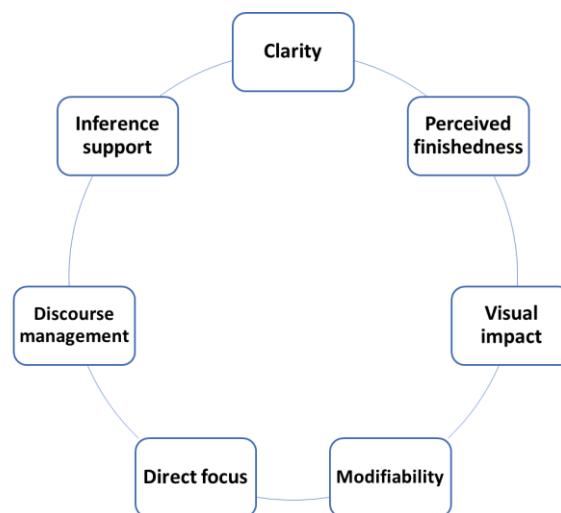 Clarity
Perceived
finishedness
Visual
impact
Modifiability
Direct focus
Discourse
management
Inference
support